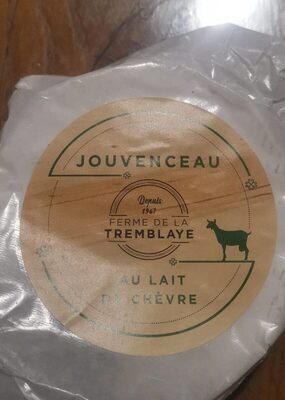 JOUVENCEAU
Depuis
1967
FERME DE LA
TREMBLAYE
AU LAIT
DE CHÈVRE